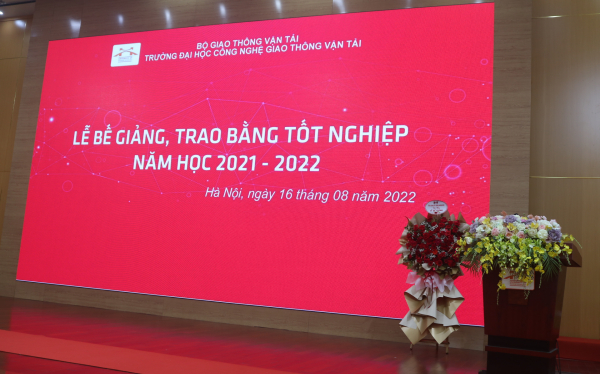 BỘ GIAO THÔNG VẬN TẢI
TRƯỜNG ĐẠI HỌC CÔNG NGHỆ GIAO THÔNG VẬN TẢI
LỄ BẾ GIẢNG, TRAO BẰNG TỐT NGHIỆP
NĂM HỌC 2021 - 2022
Hà Nội, ngày 16 tháng 08 năm 2022